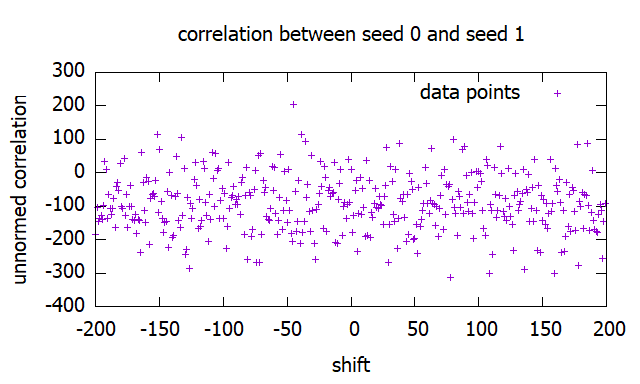 correlation between seed 0 and seed 1
300
200
100
0
-100
-200
-300
-400
unnormed correlation
data points
-200 -150 -100 -50 0 50 100 150 200
shift